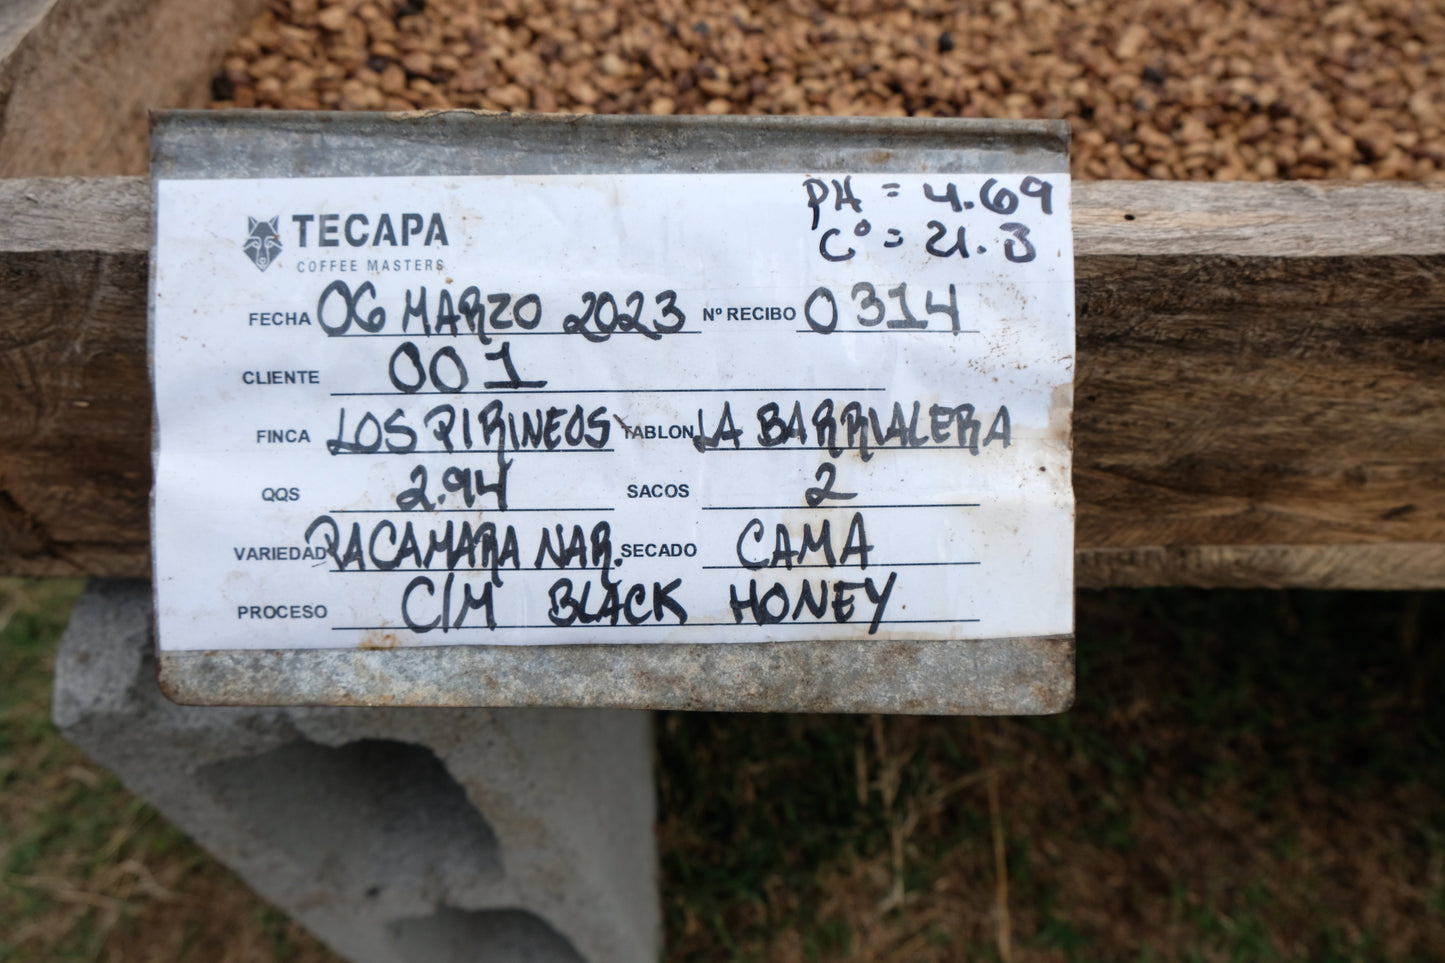 TECAPA
COFFEE MASTERS
PH = 4.69
C° = 21.3
FECHA 06 MARZO 2023 Nº RECIBO 0314
CLIENTE 001
FINCA LOS PIRINEOS TABLON LA BARRIALERA
QQS 2.94 SACOS 2
VARIEDAD PACAMARA NAR. SECADO CAMA
PROCESO C/M BLACK HONEY